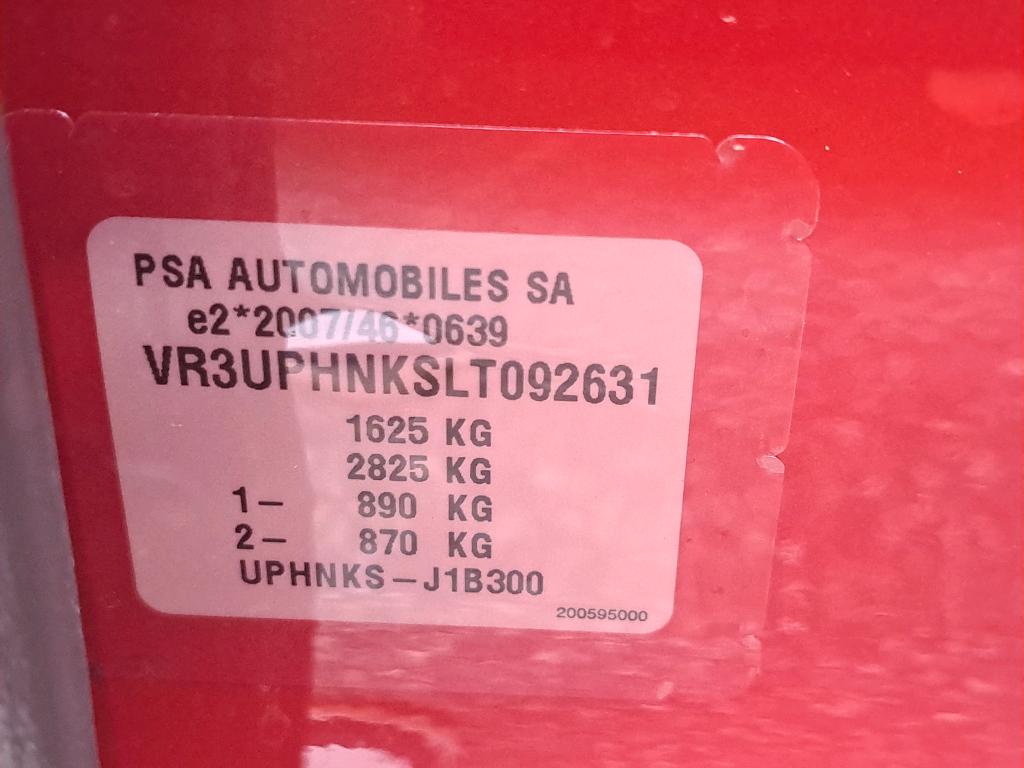 PSA AUTOMOBILES SA
e2*2007/46*0639
VR3UPHNKSLT092631
1625 KG
2825 KG
1- 890 KG
2- 870 KG
UPHNKS-J1B300
200595000